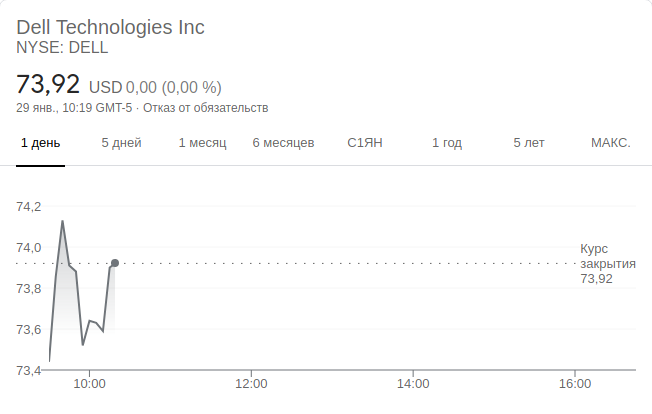 Dell Technologies Inc
NYSE: DELL
73,92 USD 0,00 (0,00 %)
29 янв., 10:19 GMT-5 · Отказ от обязательств
1 день 5 дней 1 месяц 6 месяцев С1ЯН 1 год 5 лет МАКС.
74,2
74,0
Курс
закрытия
73,92
73,8
73,6
73,4
10:00 12:00 14:00 16:00